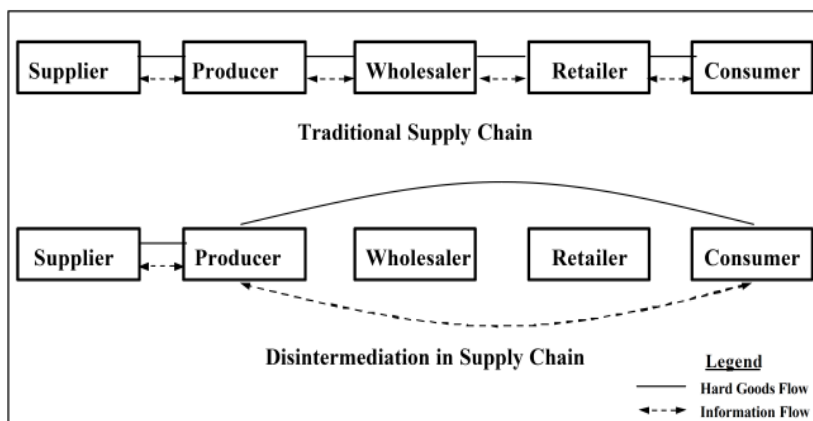 Supplier Producer Wholesaler Retailer Consumer
Traditional Supply Chain
Supplier Producer Wholesaler Retailer Consumer
Disintermediation in Supply Chain
Legend
Hard Goods Flow
Information Flow